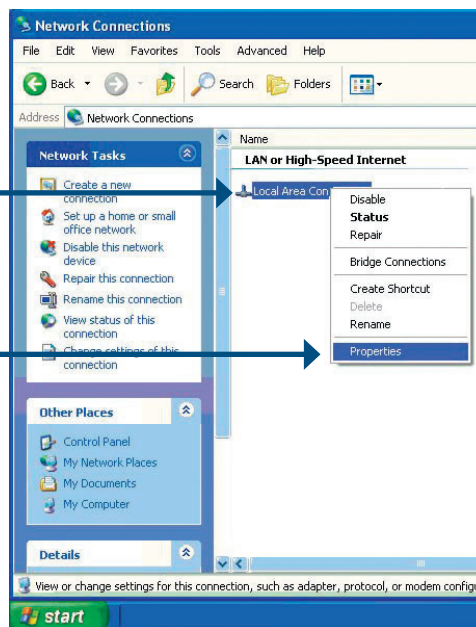 Network Connections
File Edit View Favorites Tools Advanced Help
Back Search Folders
Address Network Connections
Name
Network Tasks
LAN or High-Speed Internet
Create a new
connection
Local Area Con
Set up a home or small
office network
Disable this network
device
Repair this connection
Rename this connection
View status of this
connection
Change settings of this
connection
Disable
Status
Repair
Bridge Connections
Create Shortcut
Delete
Rename
Properties
Other Places
Control Panel
My Network Places
My Documents
My Computer
Details
View or change settings for this connection, such as adapter, protocol, or modem
start